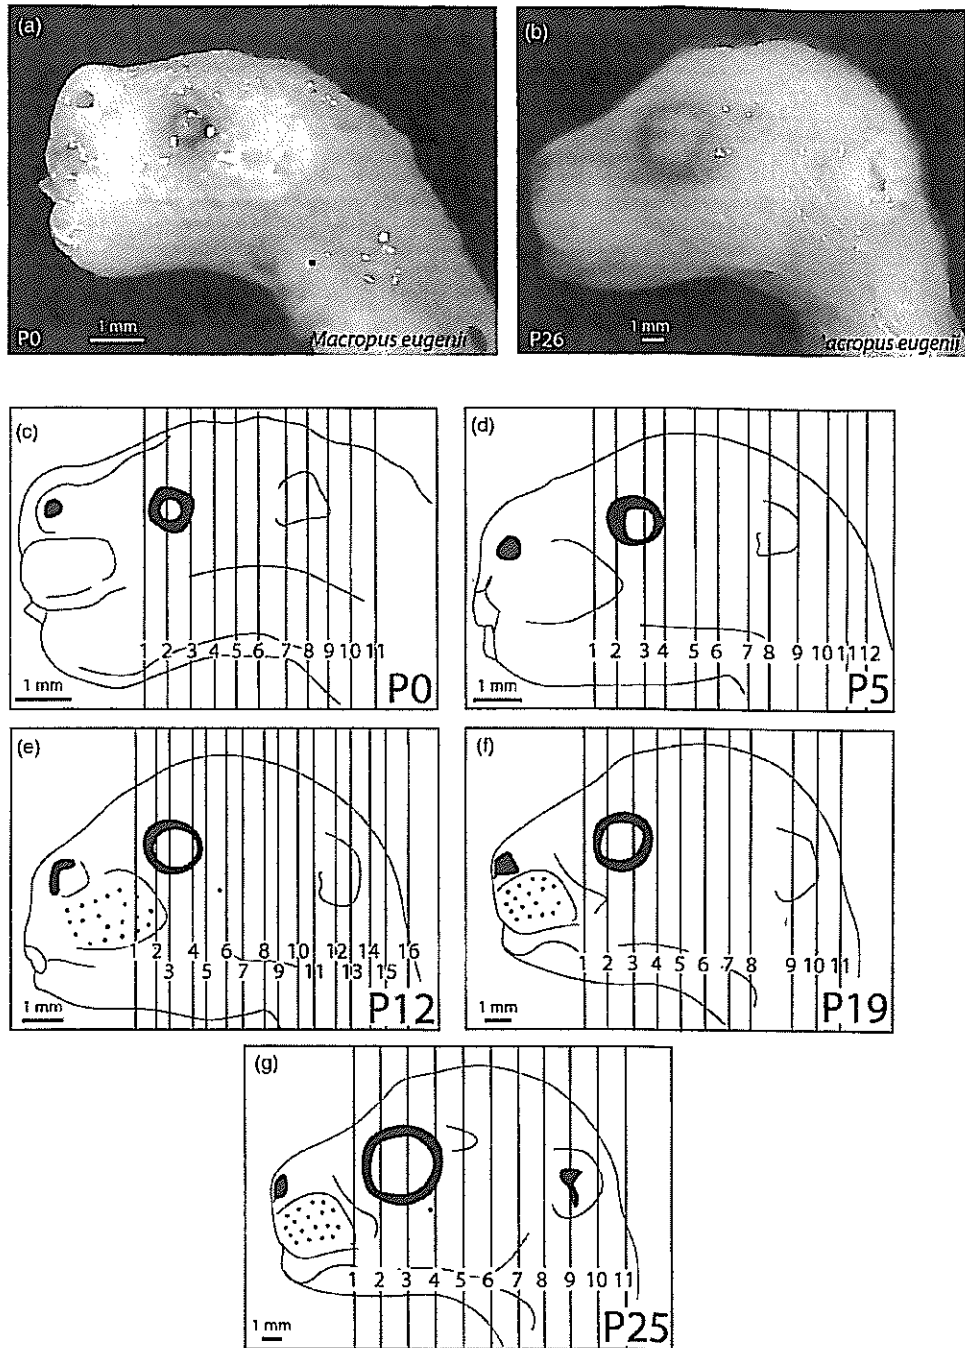 (a)
P0
1 mm
Macropus eugenii
(b)
P26
1 mm
acropus eugenii
(c)
1 2 3 4 5 6 7 8 9 10 11
1 mm
P0
(d)
1 2 3 4 5 6 7 8 9 10 11 12
1 mm
P5
(e)
1 2 4 6 8 10 12 14 16
3 5 7 9 11 13 15
1 mm
P12
(f)
1 2 3 4 5 6 7 8 9 10 11
1 mm
P19
(g)
1 2 3 4 5 6 7 8 9 10 11
1 mm
P25